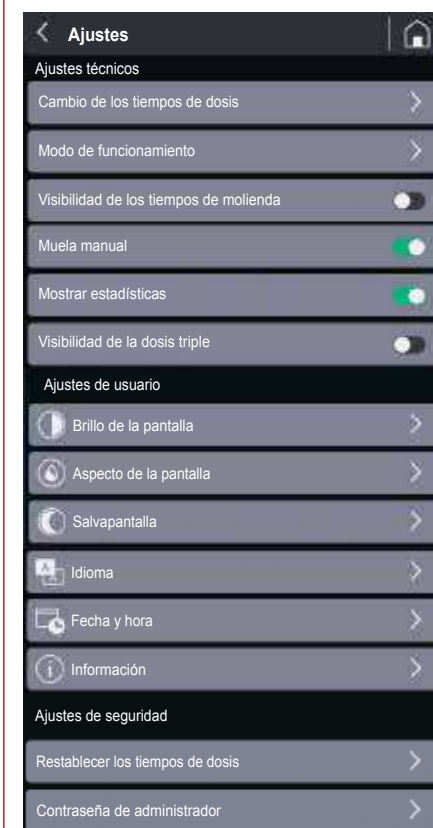 Ajustes
Ajustes técnicos
Cambio de los tiempos de dosis
Modo de funcionamiento
Visibilidad de los tiempos de molienda
Muela manual
Mostrar estadísticas
Visibilidad de la dosis triple
Ajustes de usuario
Brillo de la pantalla
Aspecto de la pantalla
Salvapantalla
Idioma
Fecha y hora
Información
Ajustes de seguridad
Restablecer los tiempos de dosis
Contraseña de administrador